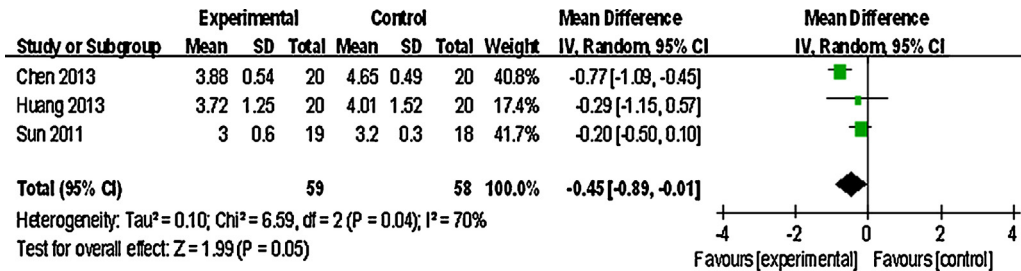 Experimental Control Mean Difference Mean Difference
Study or Subgroup Mean SD Total Mean SD Total Weight IV, Random, 95% CI IV, Random, 95% CI
Chen 2013 3.88 0.54 20 4.65 0.49 20 40.8% -0.77 [-1.09, -0.45]
Huang 2013 3.72 1.25 20 4.01 1.52 20 17.4% -0.29 [-1.15, 0.57]
Sun 2011 3 0.6 19 3.2 0.3 18 41.7% -0.20 [-0.50, 0.10]
Total (95% CI) 59 58 100.0% -0.45 [-0.89, -0.01]
Heterogeneity: Tau² = 0.10; Chi² = 6.59, df = 2 (P = 0.04); I² = 70%
Test for overall effect: Z = 1.99 (P = 0.05)
-4 -2 0 2 4
Favours [experimental] Favours [control]